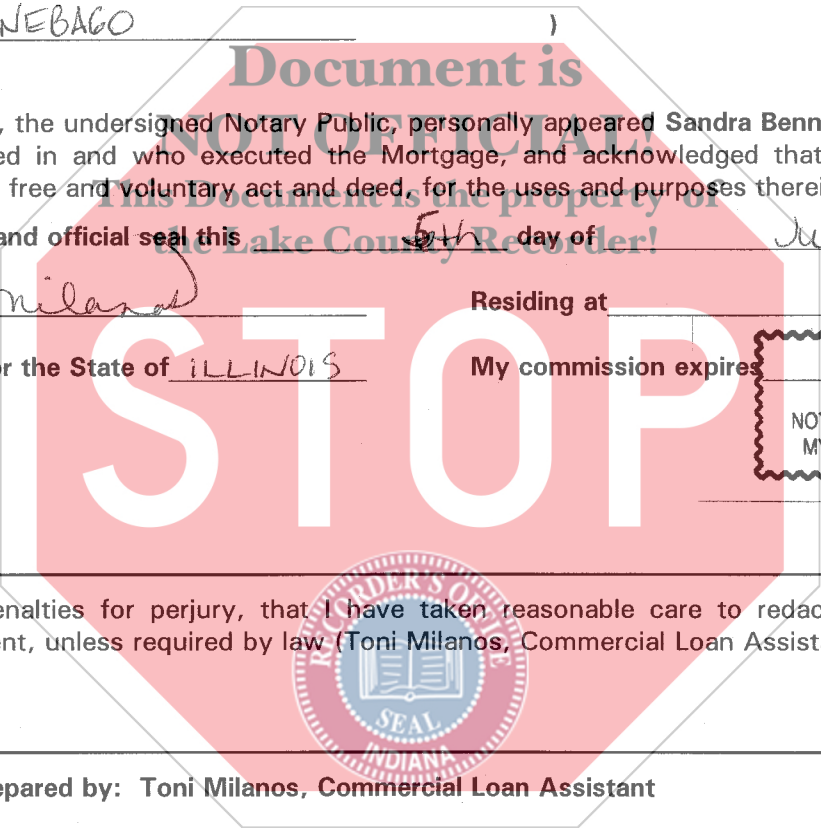 NEBAGO )
Document is
, the undersigned Notary Public, personally appeared Sandra Benn
NOT OFFICIAL!
ed in and who executed the Mortgage, and acknowledged that
free and voluntary act and deed, for the uses and purposes therei
This Document is the property of
and official seal this 5th day of
the Lake County Recorder!
Milanos
Residing at
or the State of ILLINOIS My commission expires
NOT
MY
STOP
enalties for perjury, that I have taken reasonable care to redac
ent, unless required by law (Toni Milanos, Commercial Loan Assist
RECORDER'S OFFICE
SEAL
INDIANA
epared by: Toni Milanos, Commercial Loan Assistant